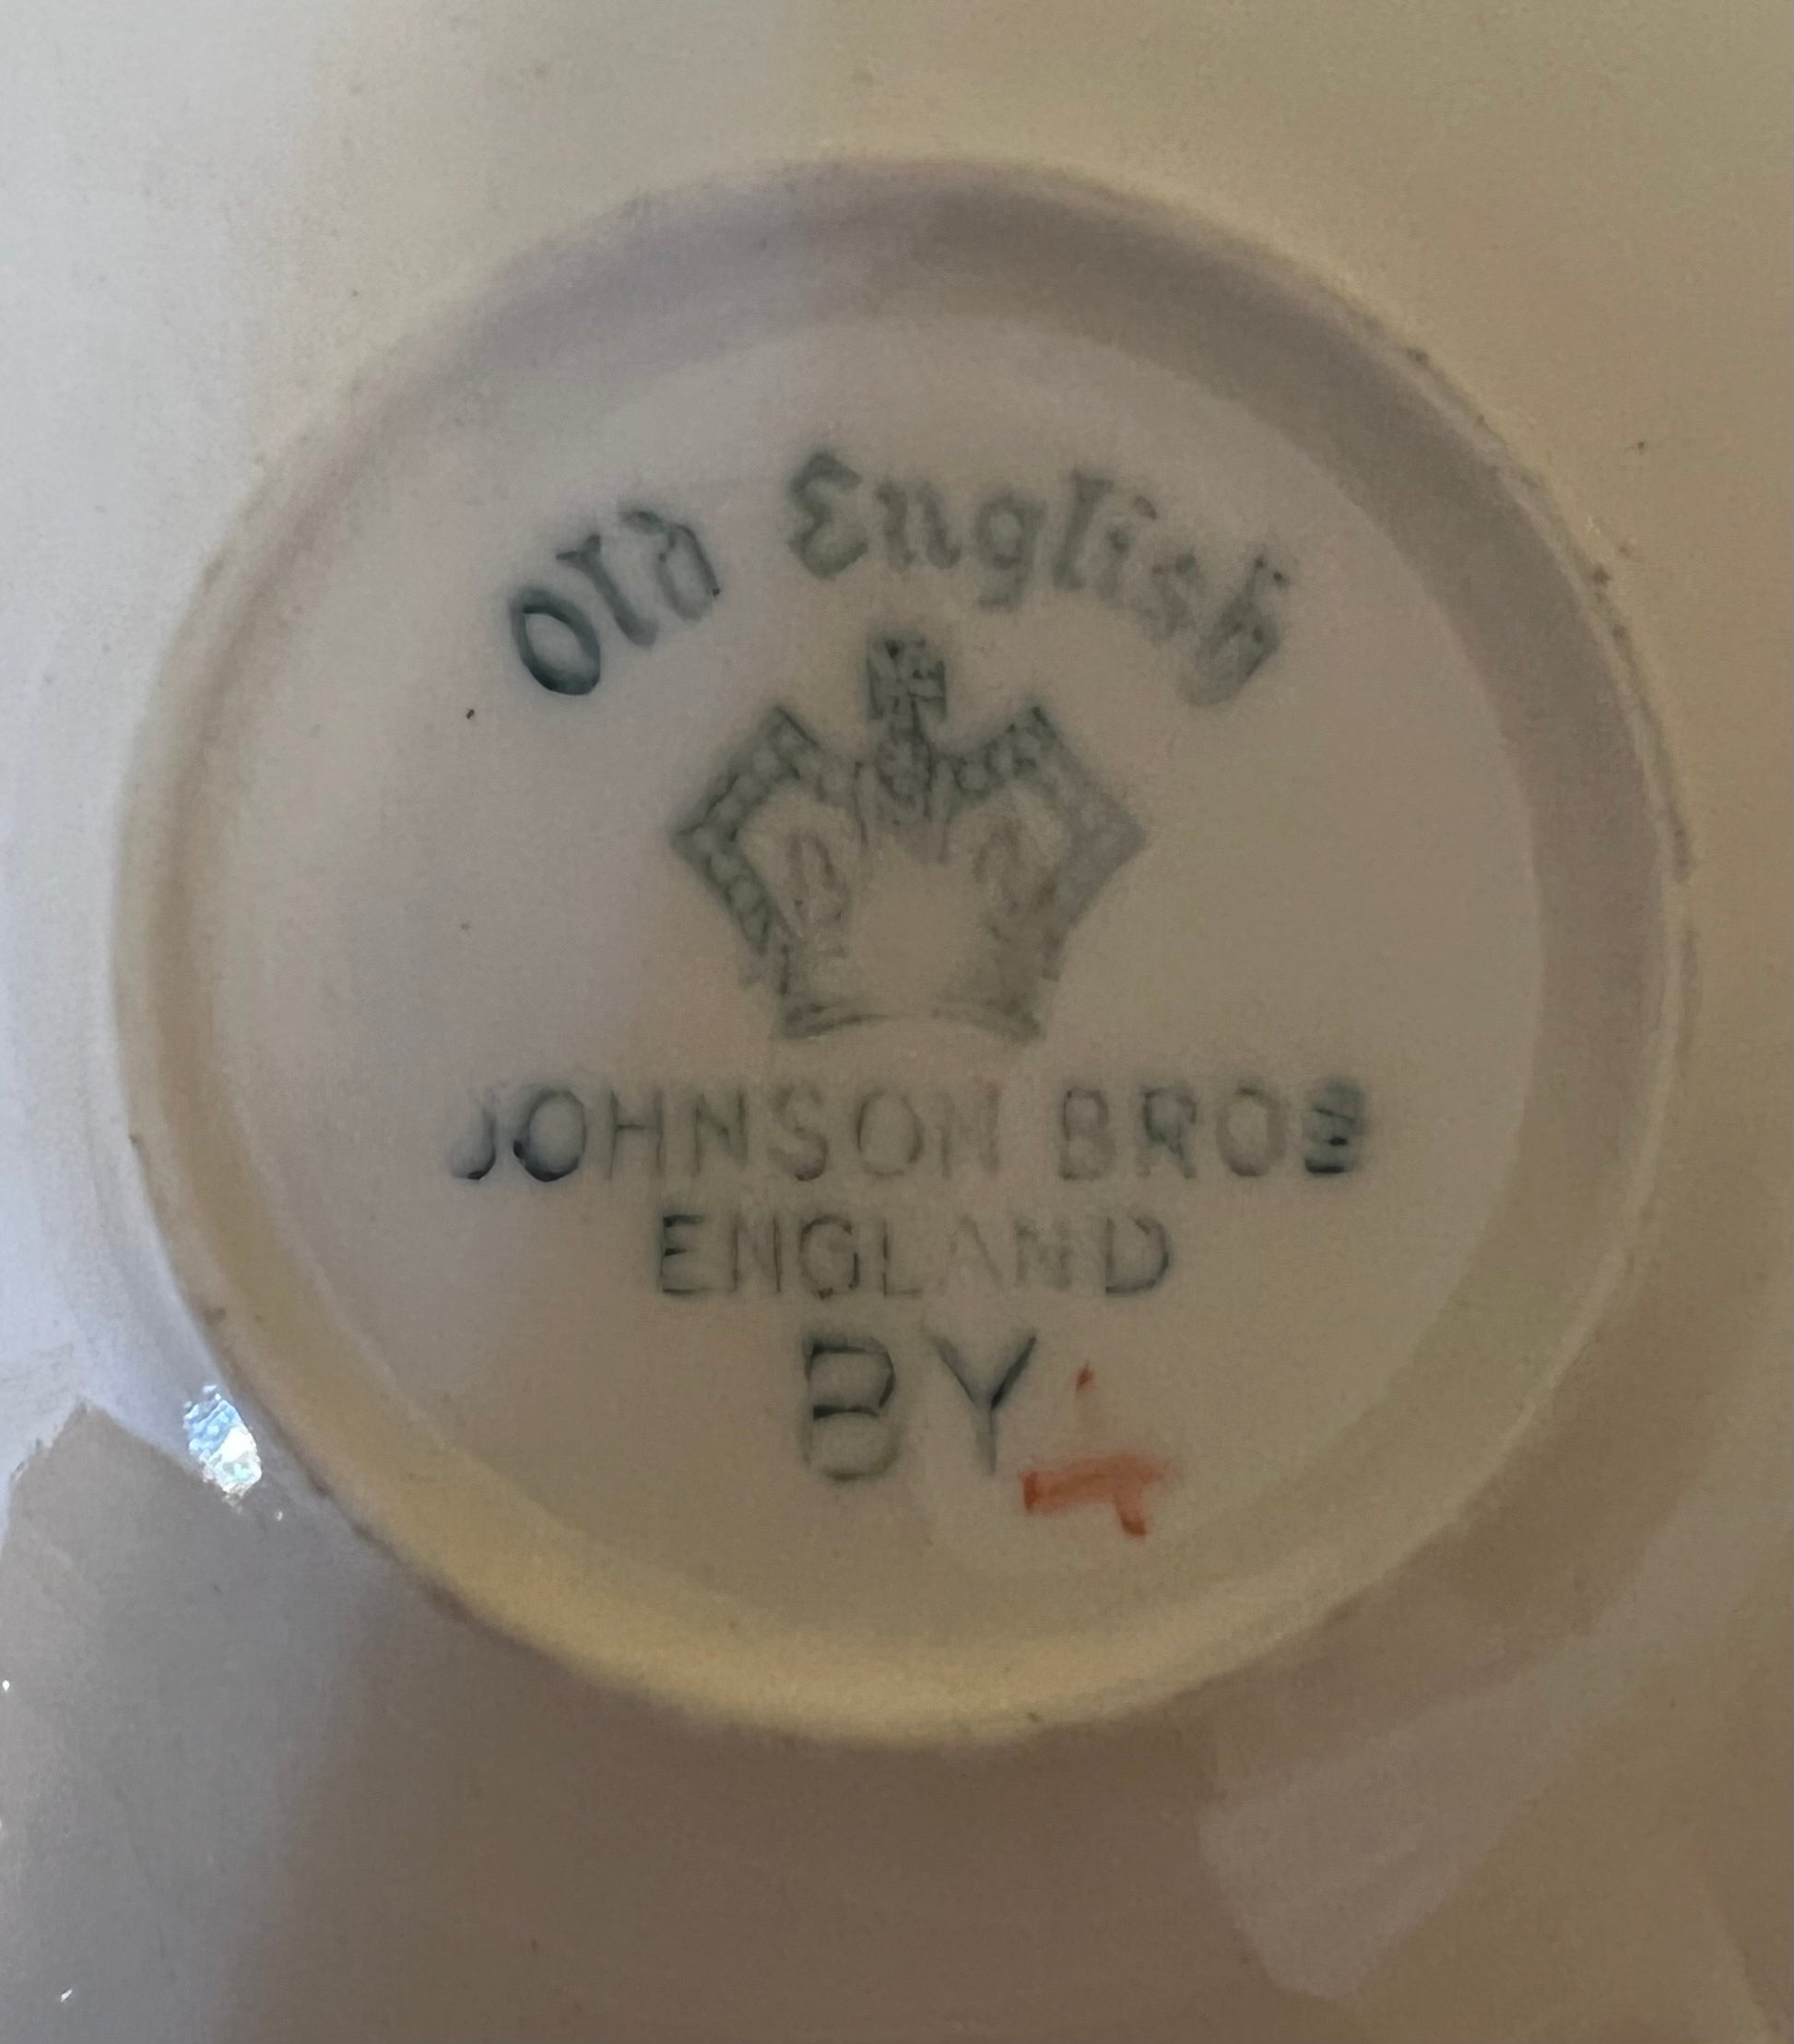 Old English
JOHNSON BROS
ENGLAND
BY